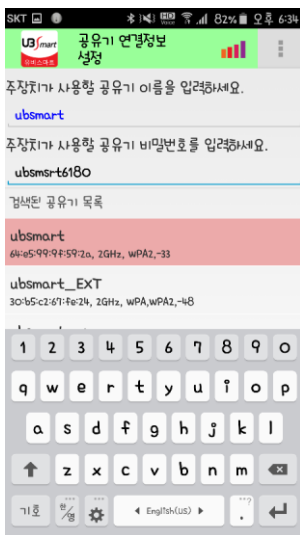 SKT 82% 오후 6:34
UBSmart 유비스마트
공유기 연결정보
설정
주장치가 사용할 공유기 이름을 입력하세요.
ubsmart
주장치가 사용할 공유기 비밀번호를 입력하세요.
ubsmsrt6180
검색된 공유기 목록
ubsmart
64:e5:99:9f:59:2a, 2GHz, wPA2,-33
ubsmart_EXT
30:b5:c2:67:fe:24, 2GHz, wPA,wPA2,-48
1 2 3 4 5 6 7 8 9 0
q w e r t y u i o p
a s d f g h j k l
z x c v b n m
기호 한/영 English(US) .